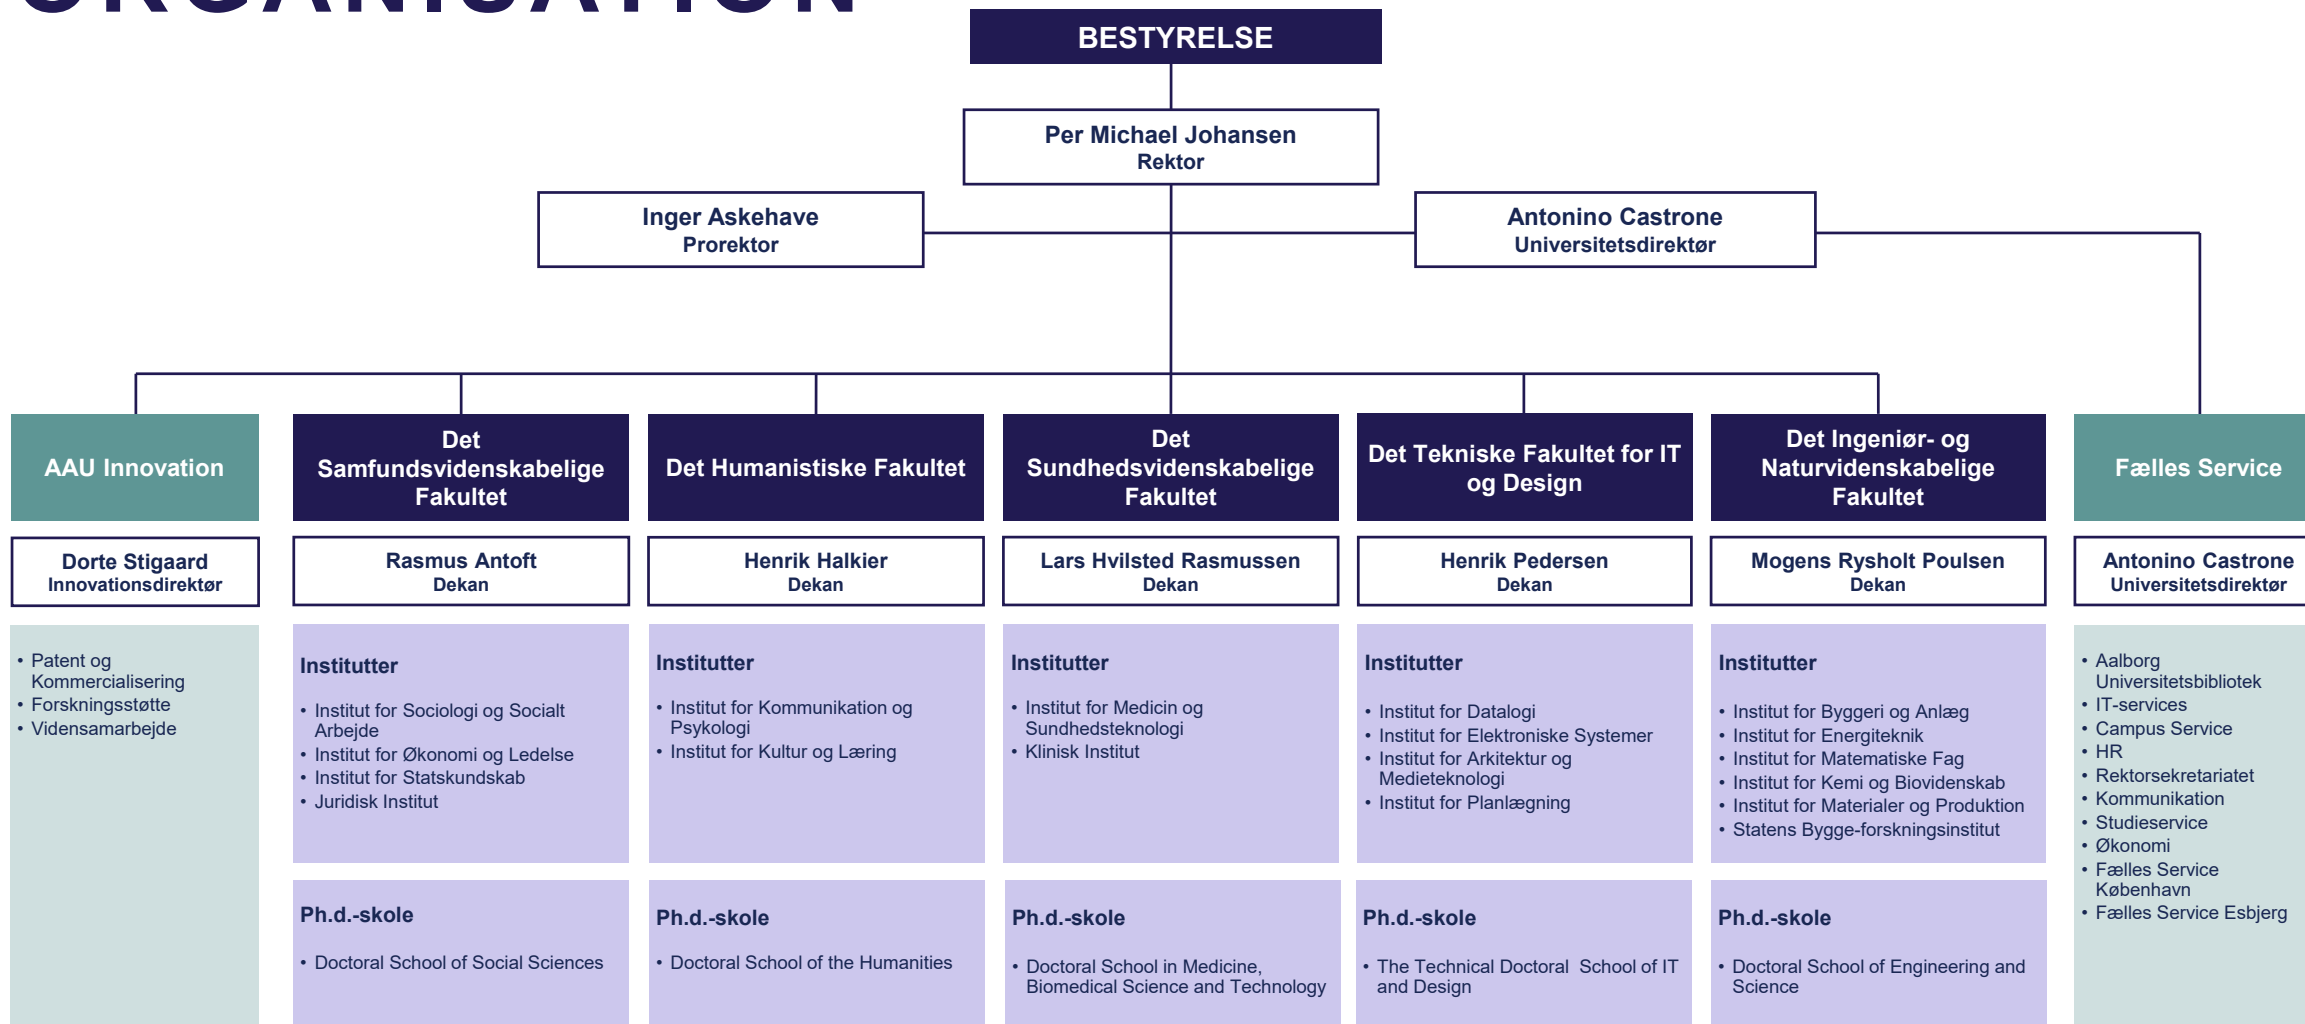 ORGANISATION
BESTYRELSE
Per Michael Johansen
Rektor
Inger Askehave
Prorektor
Antonino Castrone
Universitetsdirektør
AAU Innovation
Dorte Stigaard
Innovationsdirektør
• Patent og
Kommercialisering
• Forskningsstøtte
• Vidensamarbejde
Det
Samfundsvidenskabelige
Fakultet
Rasmus Antoft
Dekan
Institutter
• Institut for Sociologi og Socialt
Arbejde
• Institut for Økonomi og Ledelse
• Institut for Statskundskab
• Juridisk Institut
Ph.d.-skole
• Doctoral School of Social Sciences
Det Humanistiske Fakultet
Henrik Halkier
Dekan
Institutter
• Institut for Kommunikation og
Psykologi
• Institut for Kultur og Læring
Ph.d.-skole
• Doctoral School of the Humanities
Det
Sundhedsvidenskabelige
Fakultet
Lars Hvilsted Rasmussen
Dekan
Institutter
• Institut for Medicin og
Sundhedsteknologi
• Klinisk Institut
Ph.d.-skole
• Doctoral School in Medicine,
Biomedical Science and Technology
Det Tekniske Fakultet for IT
og Design
Henrik Pedersen
Dekan
Institutter
• Institut for Datalogi
• Institut for Elektroniske Systemer
• Institut for Arkitektur og
Medieteknologi
• Institut for Planlægning
Ph.d.-skole
• The Technical Doctoral School of IT
and Design
Det Ingeniør- og
Naturvidenskabelige
Fakultet
Mogens Rysholt Poulsen
Dekan
Institutter
• Institut for Byggeri og Anlæg
• Institut for Energiteknik
• Institut for Matematiske Fag
• Institut for Kemi og Biovidenskab
• Institut for Materialer og Produktion
• Statens Bygge-forskningsinstitut
Ph.d.-skole
• Doctoral School of Engineering and
Science
Fælles Service
Antonino Castrone
Universitetsdirektør
• Aalborg
Universitetsbibliotek
• IT-services
• Campus Service
• HR
• Rektorsekretariatet
• Kommunikation
• Studieservice
• Økonomi
• Fælles Service
København
• Fælles Service Esbjerg